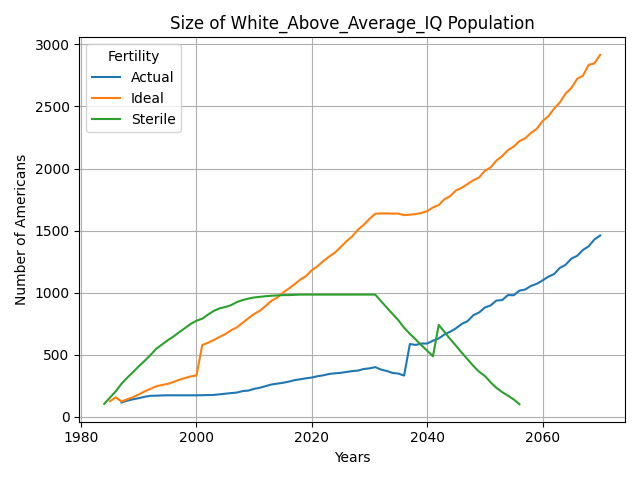 Size of White_Above_Average_IQ Population
Fertility
Actual
Ideal
Sterile
3000
2500
2000
1500
1000
500
0
Number of Americans
1980
2000
2020
2040
2060
Years